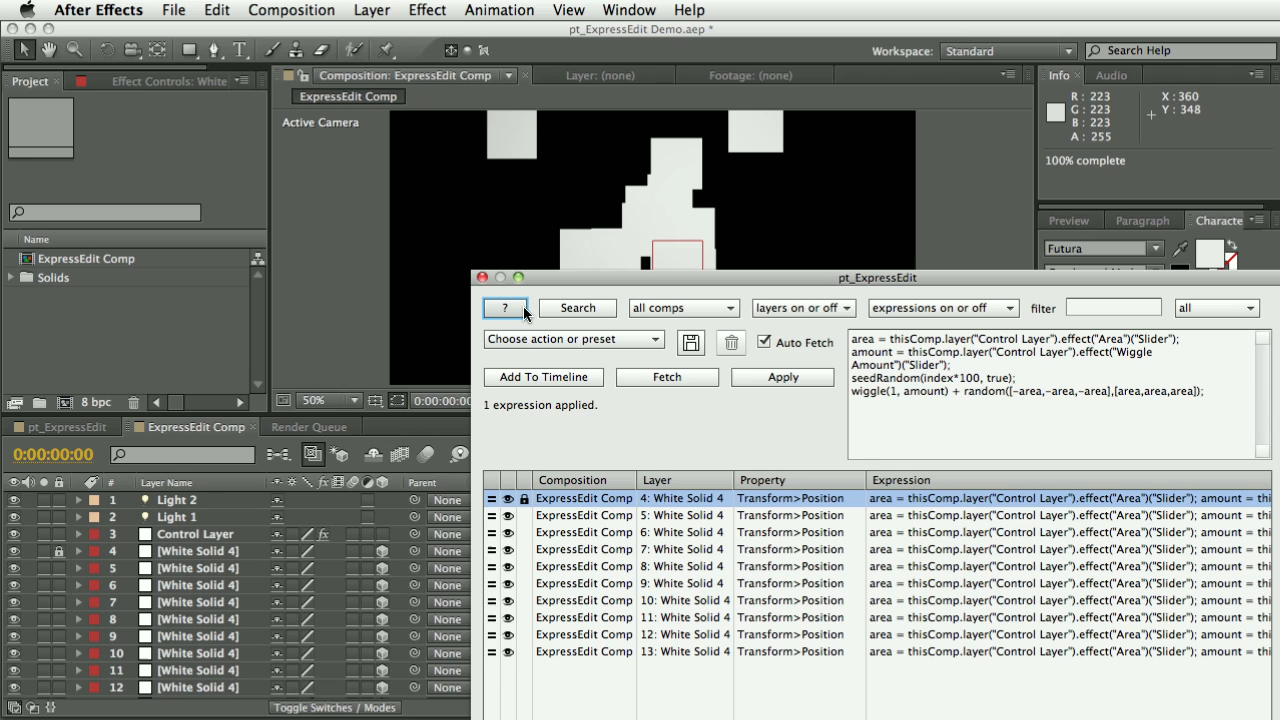 After Effects File Edit Composition Layer Effect Animation View Window Help
pt_ExpressEdit Demo.aep *
T Workspace: Standard Search Help
Project Effect Controls: White Composition: ExpressEdit Comp Layer: (none) Footage: (none) Info Audio
ExpressEdit Comp
Active Camera
R: 223 X: 360
G: 223 Y: 348
B: 223
A: 255
100% complete
Preview Paragraph Characte
Futura
Name
ExpressEdit Comp
Solids
8 bpc
50% 0:00:00:00
pt_ExpressEdit
? Search all comps layers on or off expressions on or off filter all
Choose action or preset Auto Fetch
Add To Timeline Fetch Apply
1 expression applied.
area = thisComp.layer("Control Layer").effect("Area")("Slider");
amount = thisComp.layer("Control Layer").effect("Wiggle
Amount")("Slider");
seedRandom(index*100, true);
wiggle(1, amount) + random([-area,-area,-area],[area,area,area]);
Composition Layer Property Expression
ExpressEdit Comp 4: White Solid 4 Transform>Position area = thisComp.layer("Control Layer").effect("Area")("Slider"); amount = thi
ExpressEdit Comp 5: White Solid 4 Transform>Position area = thisComp.layer("Control Layer").effect("Area")("Slider"); amount = thi
ExpressEdit Comp 6: White Solid 4 Transform>Position area = thisComp.layer("Control Layer").effect("Area")("Slider"); amount = thi
ExpressEdit Comp 7: White Solid 4 Transform>Position area = thisComp.layer("Control Layer").effect("Area")("Slider"); amount = thi
ExpressEdit Comp 8: White Solid 4 Transform>Position area = thisComp.layer("Control Layer").effect("Area")("Slider"); amount = thi
ExpressEdit Comp 9: White Solid 4 Transform>Position area = thisComp.layer("Control Layer").effect("Area")("Slider"); amount = thi
ExpressEdit Comp 10: White Solid 4 Transform>Position area = thisComp.layer("Control Layer").effect("Area")("Slider"); amount = thi
ExpressEdit Comp 11: White Solid 4 Transform>Position area = thisComp.layer("Control Layer").effect("Area")("Slider"); amount = thi
ExpressEdit Comp 12: White Solid 4 Transform>Position area = thisComp.layer("Control Layer").effect("Area")("Slider"); amount = thi
ExpressEdit Comp 13: White Solid 4 Transform>Position area = thisComp.layer("Control Layer").effect("Area")("Slider"); amount = thi
pt_ExpressEdit ExpressEdit Comp Render Queue
0:00:00:00
# Layer Name fx Parent
1 Light 2 None
2 Light 1 None
3 Control Layer fx None
4 [White Solid 4] None
5 [White Solid 4] None
6 [White Solid 4] None
7 [White Solid 4] None
8 [White Solid 4] None
9 [White Solid 4] None
10 [White Solid 4] None
11 [White Solid 4] None
12 [White Solid 4] None
Toggle Switches / Modes